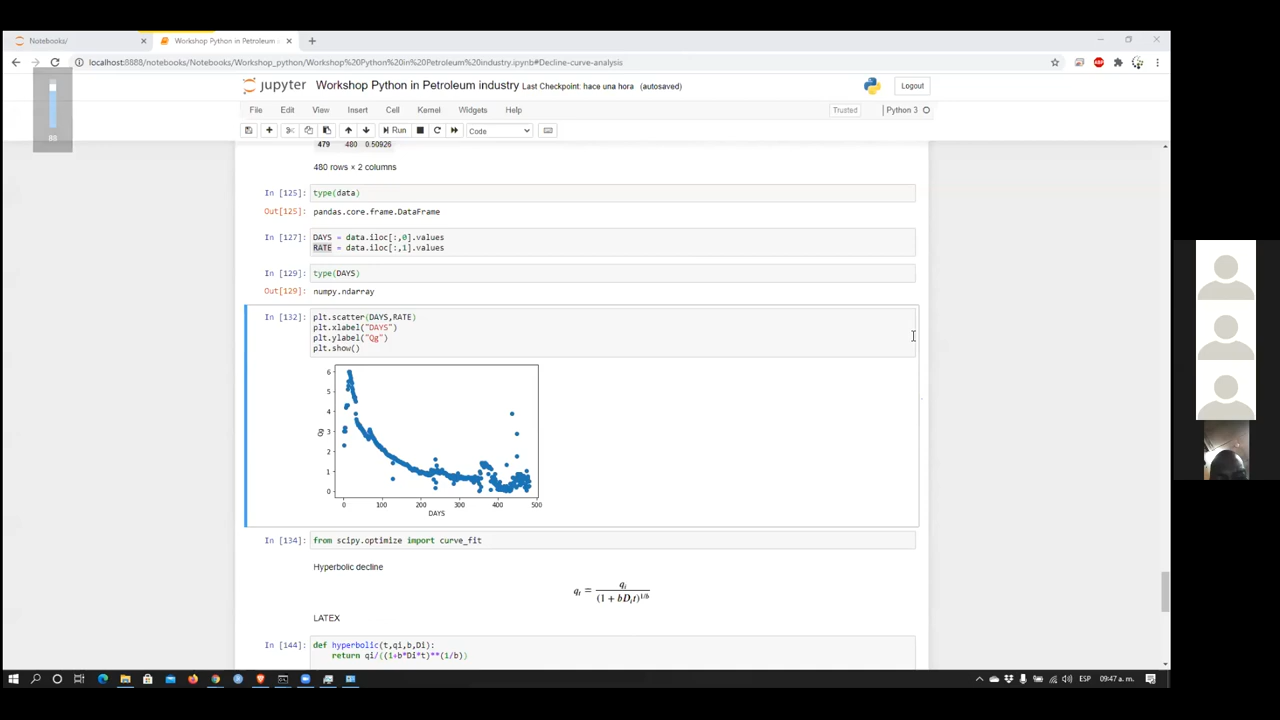 Notebooks/
Workshop Python in Petroleum
localhost:8888/notebooks/Notebooks/Workshop_python/Workshop%20Python%20in%20Petroleum%20industry.ipynb#Decline-curve-analysis
88
jupyter Workshop Python in Petroleum industry Last Checkpoint: hace una hora (autosaved)
Logout
File Edit View Insert Cell Kernel Widgets Help
Trusted
Python 3
Run
Code
479 480 0.50926
480 rows × 2 columns
In [125]: type(data)
Out[125]: pandas.core.frame.DataFrame
In [127]: DAYS = data.iloc[:,0].values
RATE = data.iloc[:,1].values
In [129]: type(DAYS)
Out[129]: numpy.ndarray
In [132]: plt.scatter(DAYS,RATE)
plt.xlabel("DAYS")
plt.ylabel("Qg")
plt.show()
6
5
4
3
2
1
0
Qg
0 100 200 300 400 500
DAYS
In [134]: from scipy.optimize import curve_fit
Hyperbolic decline
q_t = q_i / (1 + bD_i t)^{1/b}
LATEX
In [144]: def hyperbolic(t,qi,b,Di):
return qi/((1+b*Di*t)**(1/b))
ESP
09:47 a. m.